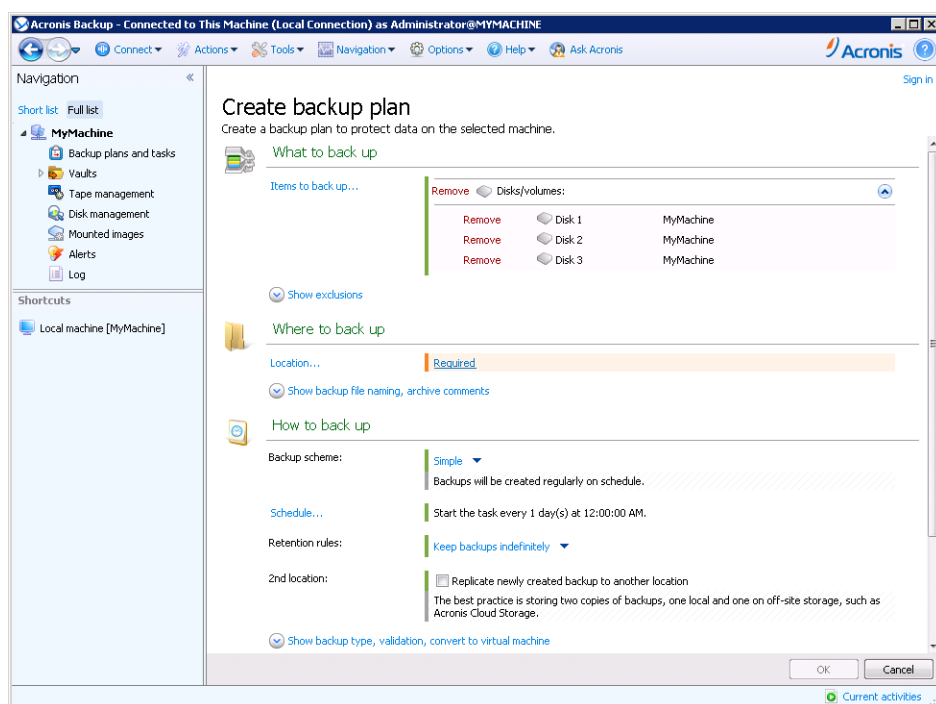 Acronis Backup - Connected to This Machine (Local Connection) as Administrator@MYMACHINE
Connect Actions Tools Navigation Options Help Ask Acronis Acronis
Navigation
Short list Full list
MyMachine
Backup plans and tasks
Vaults
Tape management
Disk management
Mounted images
Alerts
Log
Shortcuts
Local machine [MyMachine]
Sign in
Create backup plan
Create a backup plan to protect data on the selected machine.
What to back up
Items to back up... Remove Disks/volumes:
Remove Disk 1 MyMachine
Remove Disk 2 MyMachine
Remove Disk 3 MyMachine
Show exclusions
Where to back up
Location... Required
Show backup file naming, archive comments
How to back up
Backup scheme: Simple
Backups will be created regularly on schedule.
Schedule... Start the task every 1 day(s) at 12:00:00 AM.
Retention rules: Keep backups indefinitely
2nd location: Replicate newly created backup to another location
The best practice is storing two copies of backups, one local and one on off-site storage, such as
Acronis Cloud Storage.
Show backup type, validation, convert to virtual machine
OK Cancel
Current activities